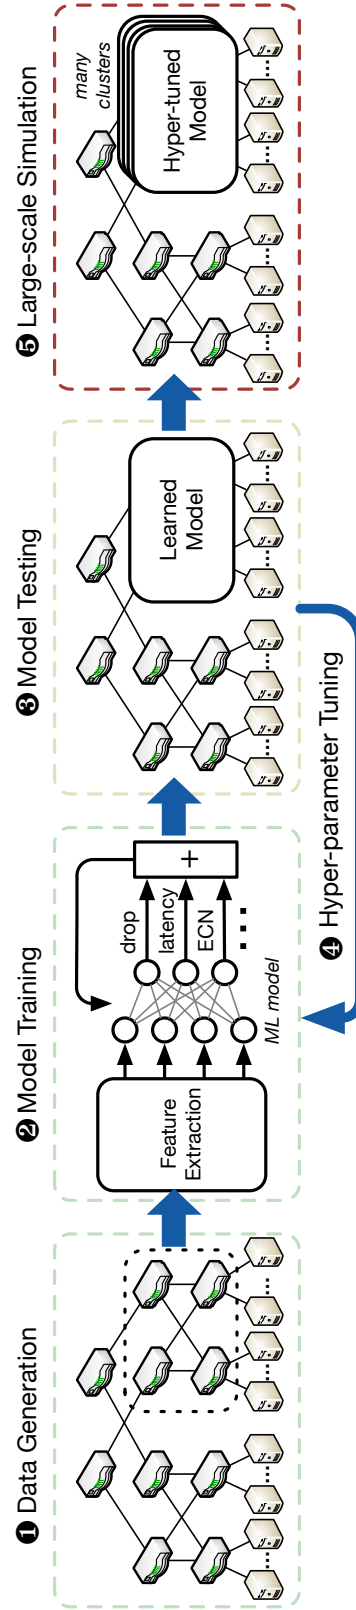 ❶ Data Generation
❷ Model Training
Feature
Extraction
drop
latency
ECN
+
ML model
❸ Model Testing
Learned
Model
❹ Hyper-parameter Tuning
❺ Large-scale Simulation
many
clusters
Hyper-tuned
Model